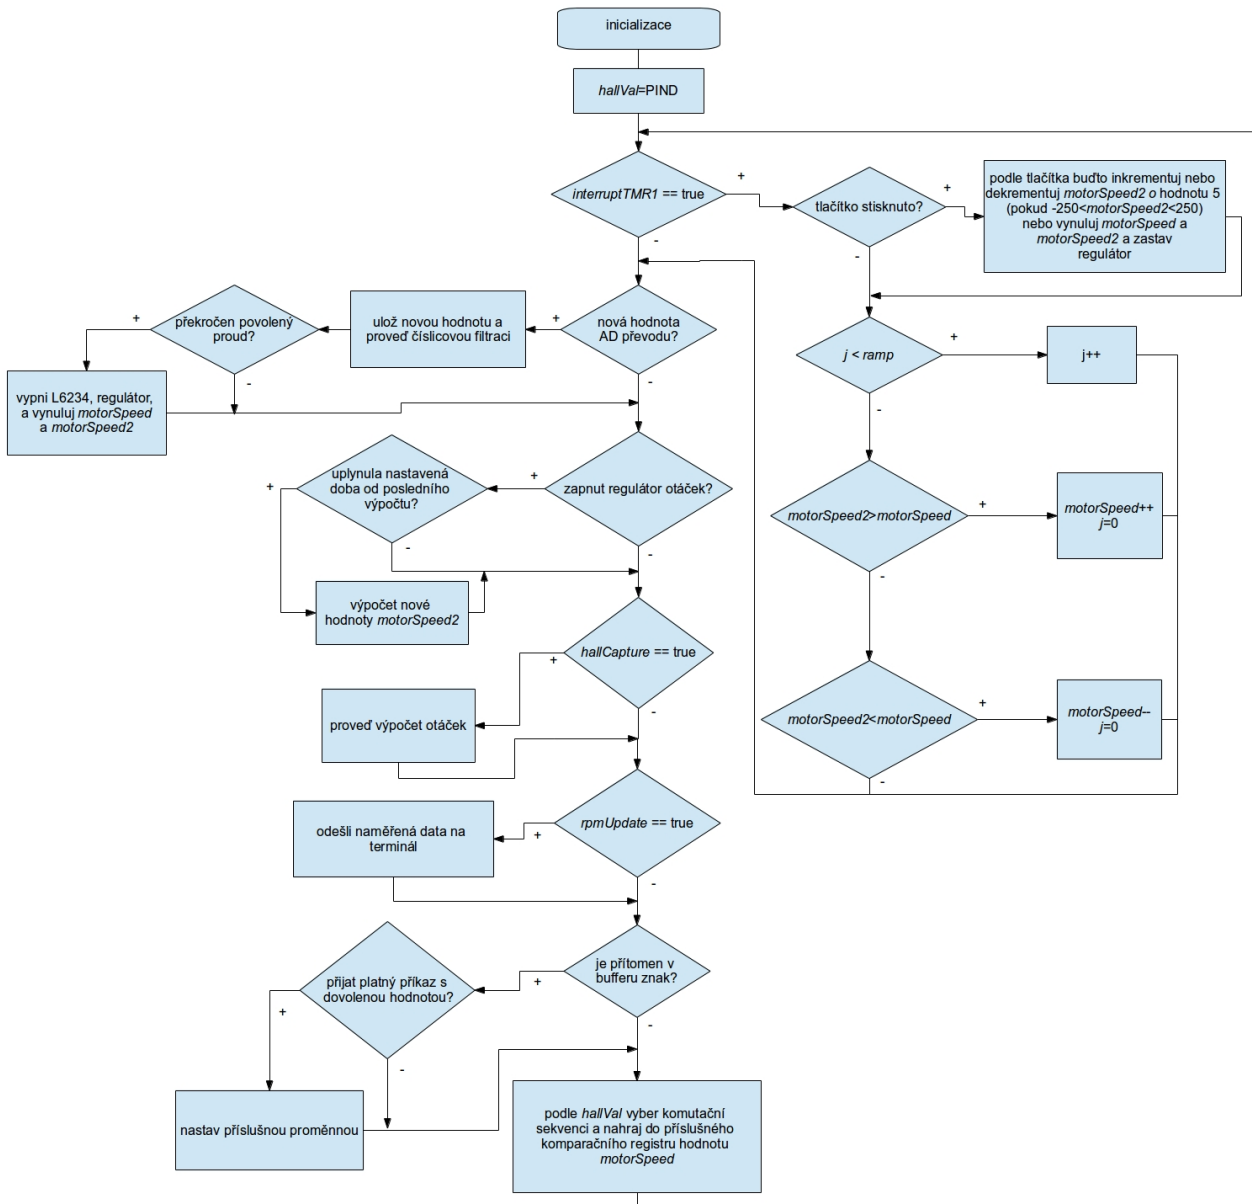 inicializace
hallVal=PIND
interruptTMR1 == true
+
-
tlačítko stisknuto?
+
-
podle tlačítka buďto inkrementuj nebo
dekrementuj motorSpeed2 o hodnotu 5
(pokud -250<motorSpeed2<250)
nebo vynuluj motorSpeed a
motorSpeed2 a zastav
regulátor
nová hodnota
AD převodu?
+
-
ulož novou hodnotu a
proveď číslicovou filtraci
překročen povolený
proud?
+
-
vypni L6234, regulátor,
a vynuluj motorSpeed
a motorSpeed2
j < ramp
+
-
j++
zapnut regulátor otáček?
+
-
uplynula nastavená
doba od posledního
výpočtu?
+
-
výpočet nové
hodnoty motorSpeed2
motorSpeed2>motorSpeed
+
-
motorSpeed++
j=0
hallCapture == true
+
-
proveď výpočet otáček
motorSpeed2<motorSpeed
+
-
motorSpeed--
j=0
rpmUpdate == true
+
-
odešli naměřená data na
terminál
je přítomen v
bufferu znak?
+
-
přijat platný příkaz s
dovolenou hodnotou?
+
-
nastav příslušnou proměnnou
podle hallVal vyber komutační
sekvenci a nahraj do příslušného
komparačního registru hodnotu
motorSpeed